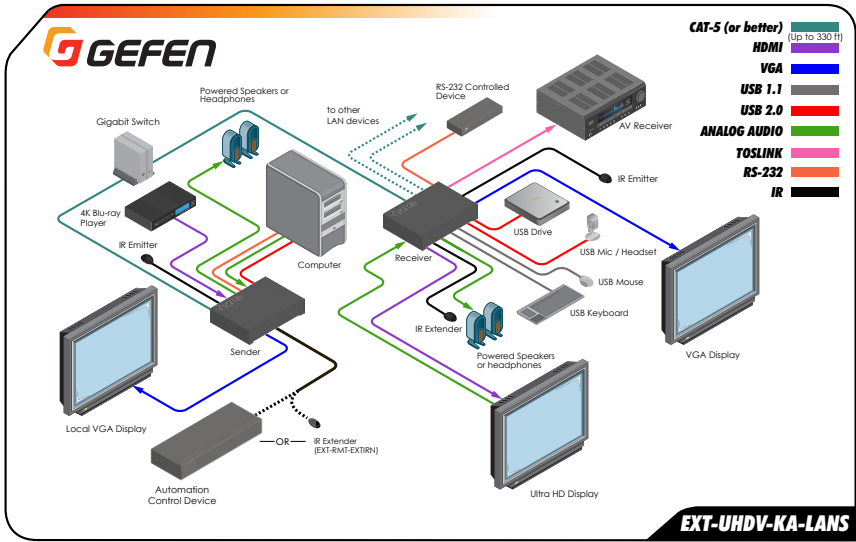 GEFEN
CAT-5 (or better)
(Up to 330 ft)
HDMI
VGA
USB 1.1
USB 2.0
ANALOG AUDIO
TOSLINK
RS-232
IR
Powered Speakers or
Headphones
Gigabit Switch
to other
LAN devices
RS-232 Controlled
Device
AV Receiver
4K Blu-ray
Player
IR Emitter
Computer
Receiver
IR Emitter
USB Drive
USB Mic / Headset
USB Mouse
USB Keyboard
VGA Display
IR Extender
Powered Speakers
or headphones
Sender
Local VGA Display
OR
IR Extender
(EXT-RMT-EXTIRN)
Automation
Control Device
Ultra HD Display
EXT-UHDV-KA-LANS